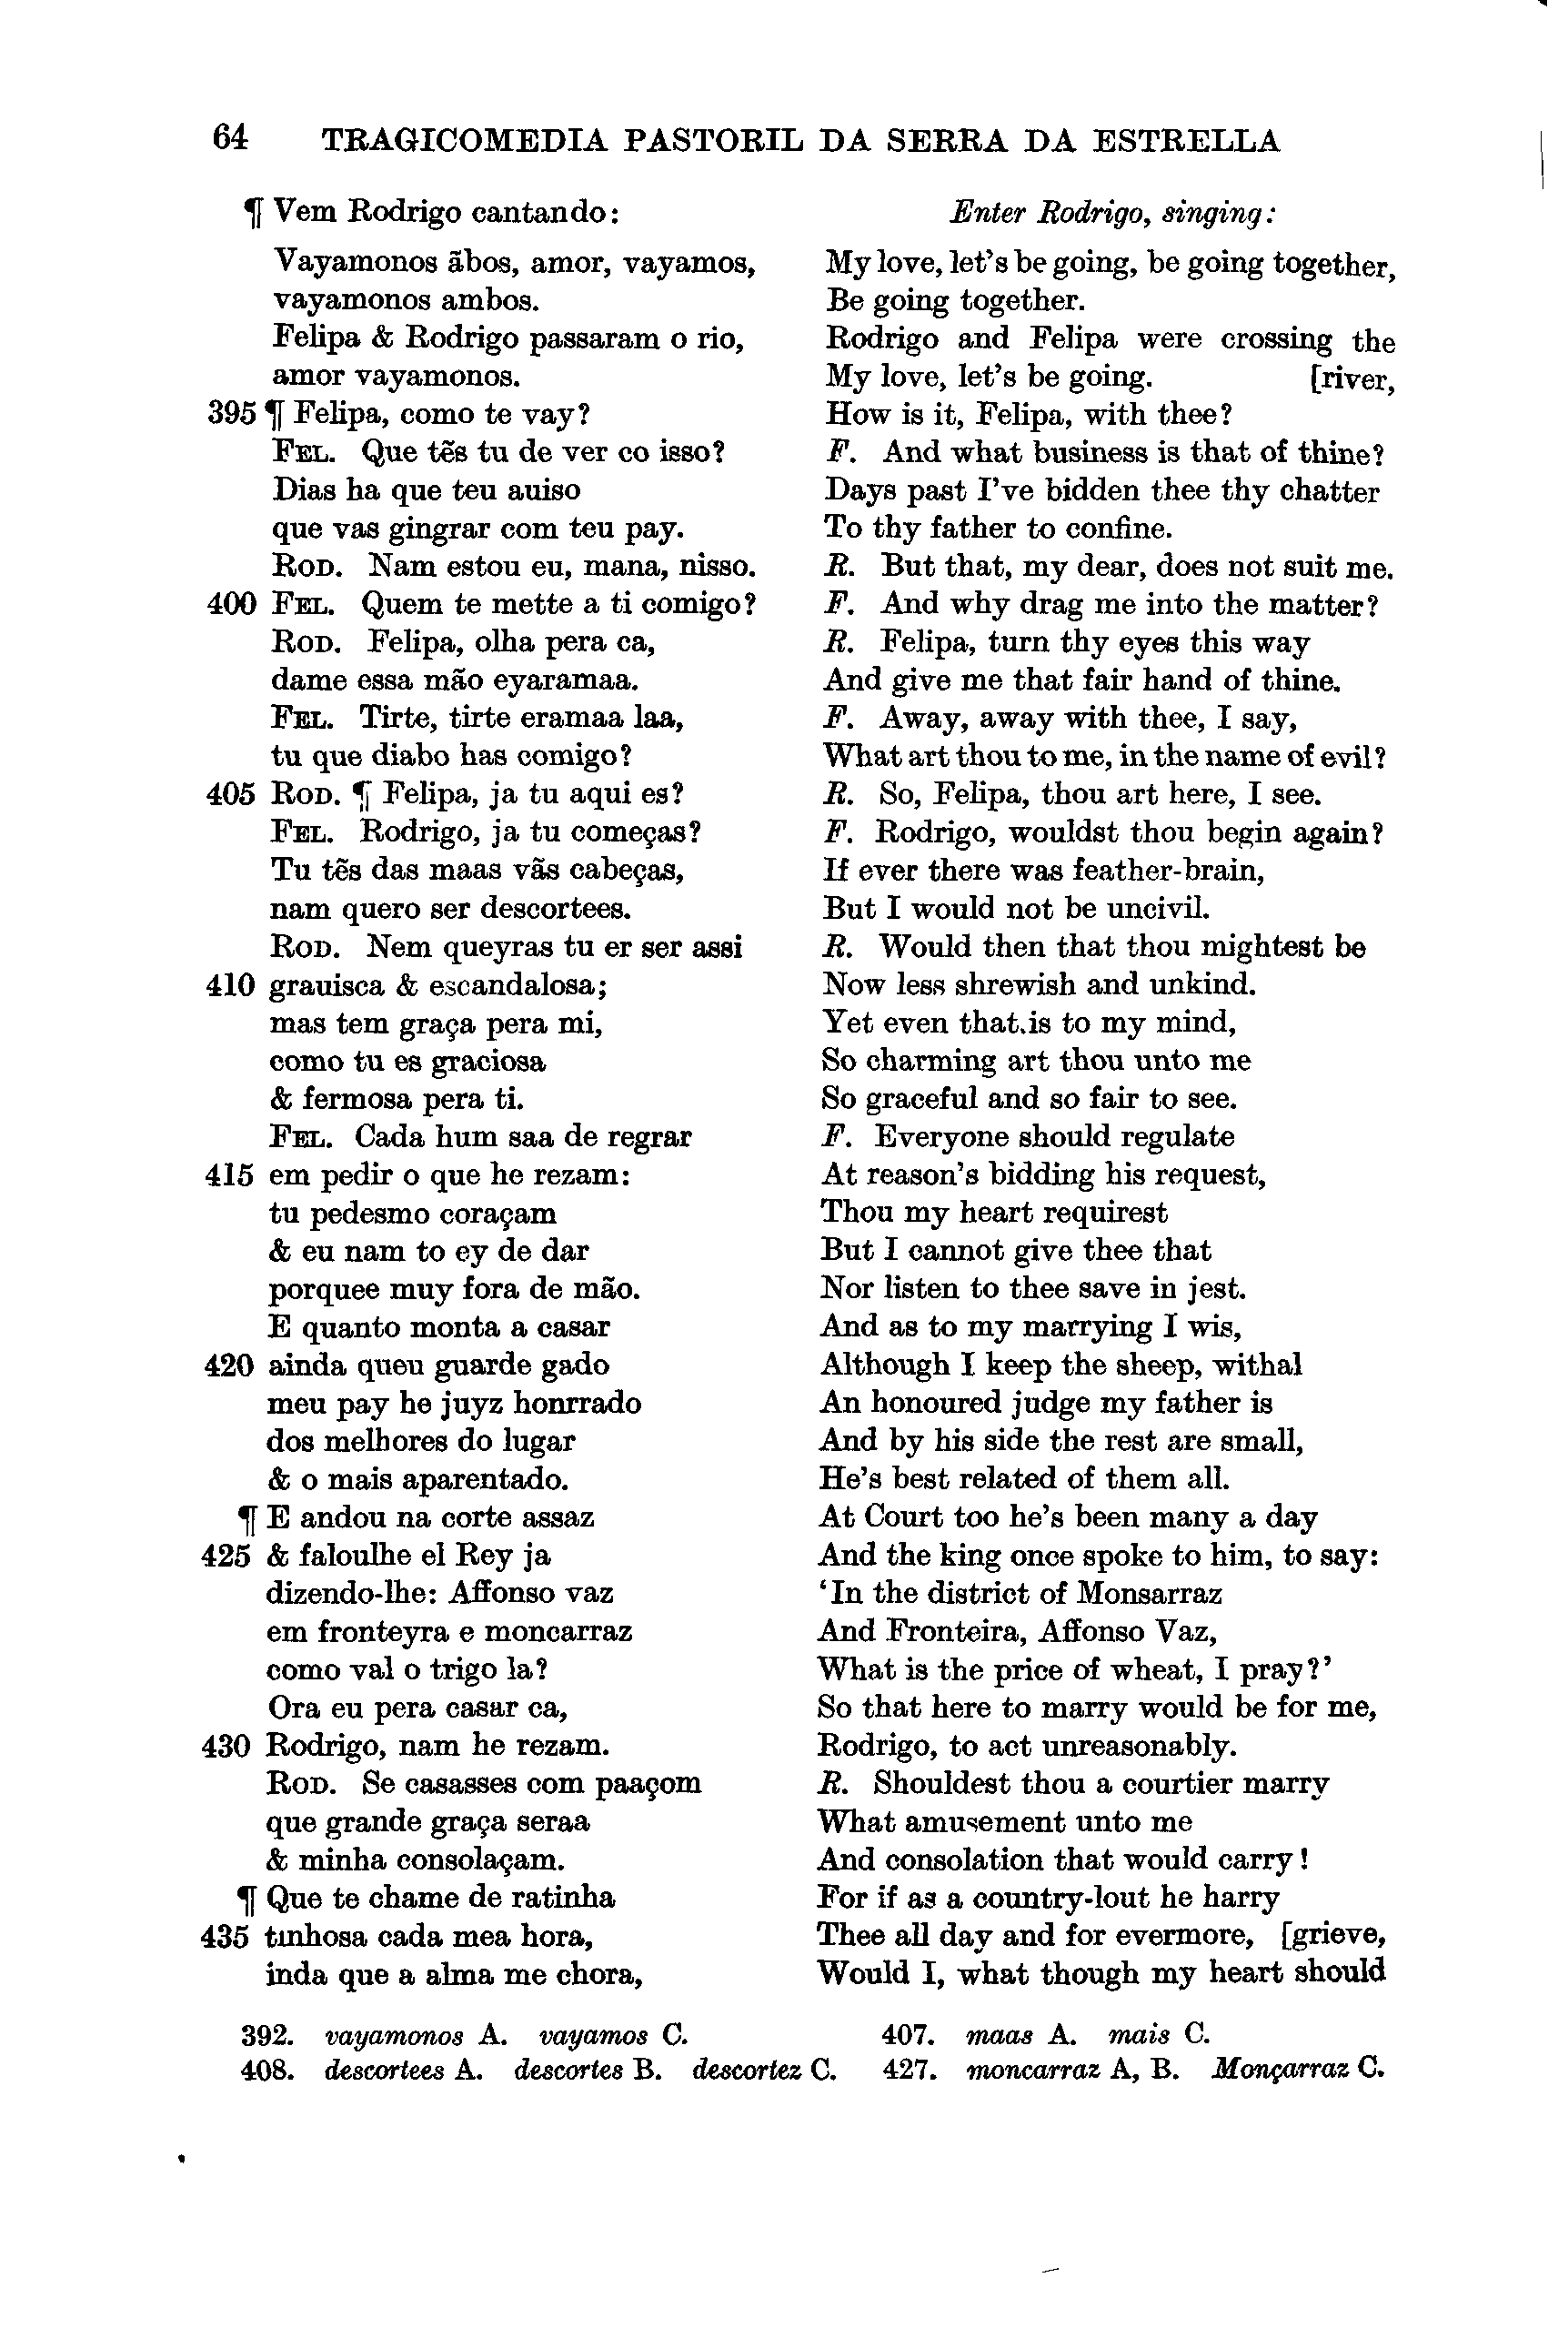 64 TRAGICOMEDIA PASTORIL DA SERRA DA ESTRELLA
¶ Vem Rodrigo cantando:
Vayamonos ãbos, amor, vayamos,
vayamonos ambos.
Felipa & Rodrigo passaram o rio,
amor vayamonos.
395 ¶ Felipa, como te vay?
FEL. Que tẽs tu de ver co isso?
Dias ha que teu auiso
que vas gingrar com teu pay.
ROD. Nam estou eu, mana, nisso.
400 FEL. Quem te mette a ti comigo?
ROD. Felipa, olha pera ca,
dame essa mão eyaramaa.
FEL. Tirte, tirte eramaa laa,
tu que diabo has comigo?
405 ROD. ¶ Felipa, ja tu aqui es?
FEL. Rodrigo, ja tu começas?
Tu tẽs das maas vãs cabeças,
nam quero ser descortees.
ROD. Nem queyras tu er ser assi
410 grauisca & escandalosa;
mas tem graça pera mi,
como tu es graciosa
& fermosa pera ti.
FEL. Cada hum saa de regrar
415 em pedir o que he rezam:
tu pedesmo coraçam
& eu nam to ey de dar
porquee muy fora de mão.
E quanto monta a casar
420 ainda queu guarde gado
meu pay he juyz honrrado
dos melhores do lugar
& o mais aparentado.
¶ E andou na corte assaz
425 & faloulhe el Rey ja
dizendo-lhe: Affonso vaz
em fronteyra e moncarraz
como val o trigo la?
Ora eu pera casar ca,
430 Rodrigo, nam he rezam.
ROD. Se casasses com paaçom
que grande graça seraa
& minha consolaçam.
¶ Que te chame de ratinha
435 tinhosa cada mea hora,
inda que a alma me chora,
Enter Rodrigo, singing:
My love, let's be going, be going together,
Be going together.
Rodrigo and Felipa were crossing the
My love, let's be going. [river,
How is it, Felipa, with thee?
F. And what business is that of thine?
Days past I've bidden thee thy chatter
To thy father to confine.
R. But that, my dear, does not suit me.
F. And why drag me into the matter?
R. Felipa, turn thy eyes this way
And give me that fair hand of thine.
F. Away, away with thee, I say,
What art thou to me, in the name of evil?
R. So, Felipa, thou art here, I see.
F. Rodrigo, wouldst thou begin again?
If ever there was feather-brain,
But I would not be uncivil.
R. Would then that thou mightest be
Now less shrewish and unkind.
Yet even that is to my mind,
So charming art thou unto me
So graceful and so fair to see.
F. Everyone should regulate
At reason's bidding his request,
Thou my heart requirest
But I cannot give thee that
Nor listen to thee save in jest.
And as to my marrying I wis,
Although I keep the sheep, withal
An honoured judge my father is
And by his side the rest are small,
He's best related of them all.
At Court too he's been many a day
And the king once spoke to him, to say:
'In the district of Monsarraz
And Fronteira, Affonso Vaz,
What is the price of wheat, I pray?'
So that here to marry would be for me,
Rodrigo, to act unreasonably.
R. Shouldest thou a courtier marry
What amusement unto me
And consolation that would carry!
For if as a country-lout he harry
Thee all day and for evermore, [grieve,
Would I, what though my heart should
392. vayamonos A. vayamos C. 407. maas A. mais C.
408. descortees A. descortes B. descortez C. 427. moncarraz A, B. Monçarraz C.